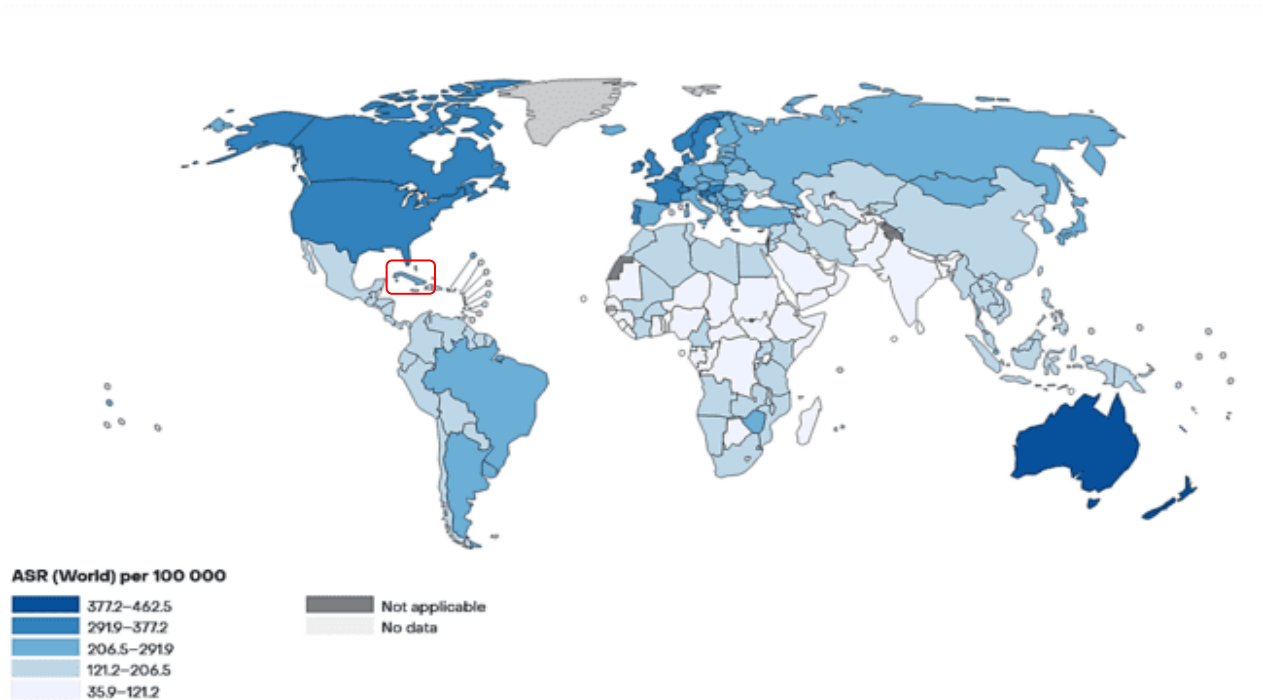 ASR (World) per 100 000
377.2–462.5
291.9–377.2
206.5–291.9
121.2–206.5
35.9–121.2
Not applicable
No data